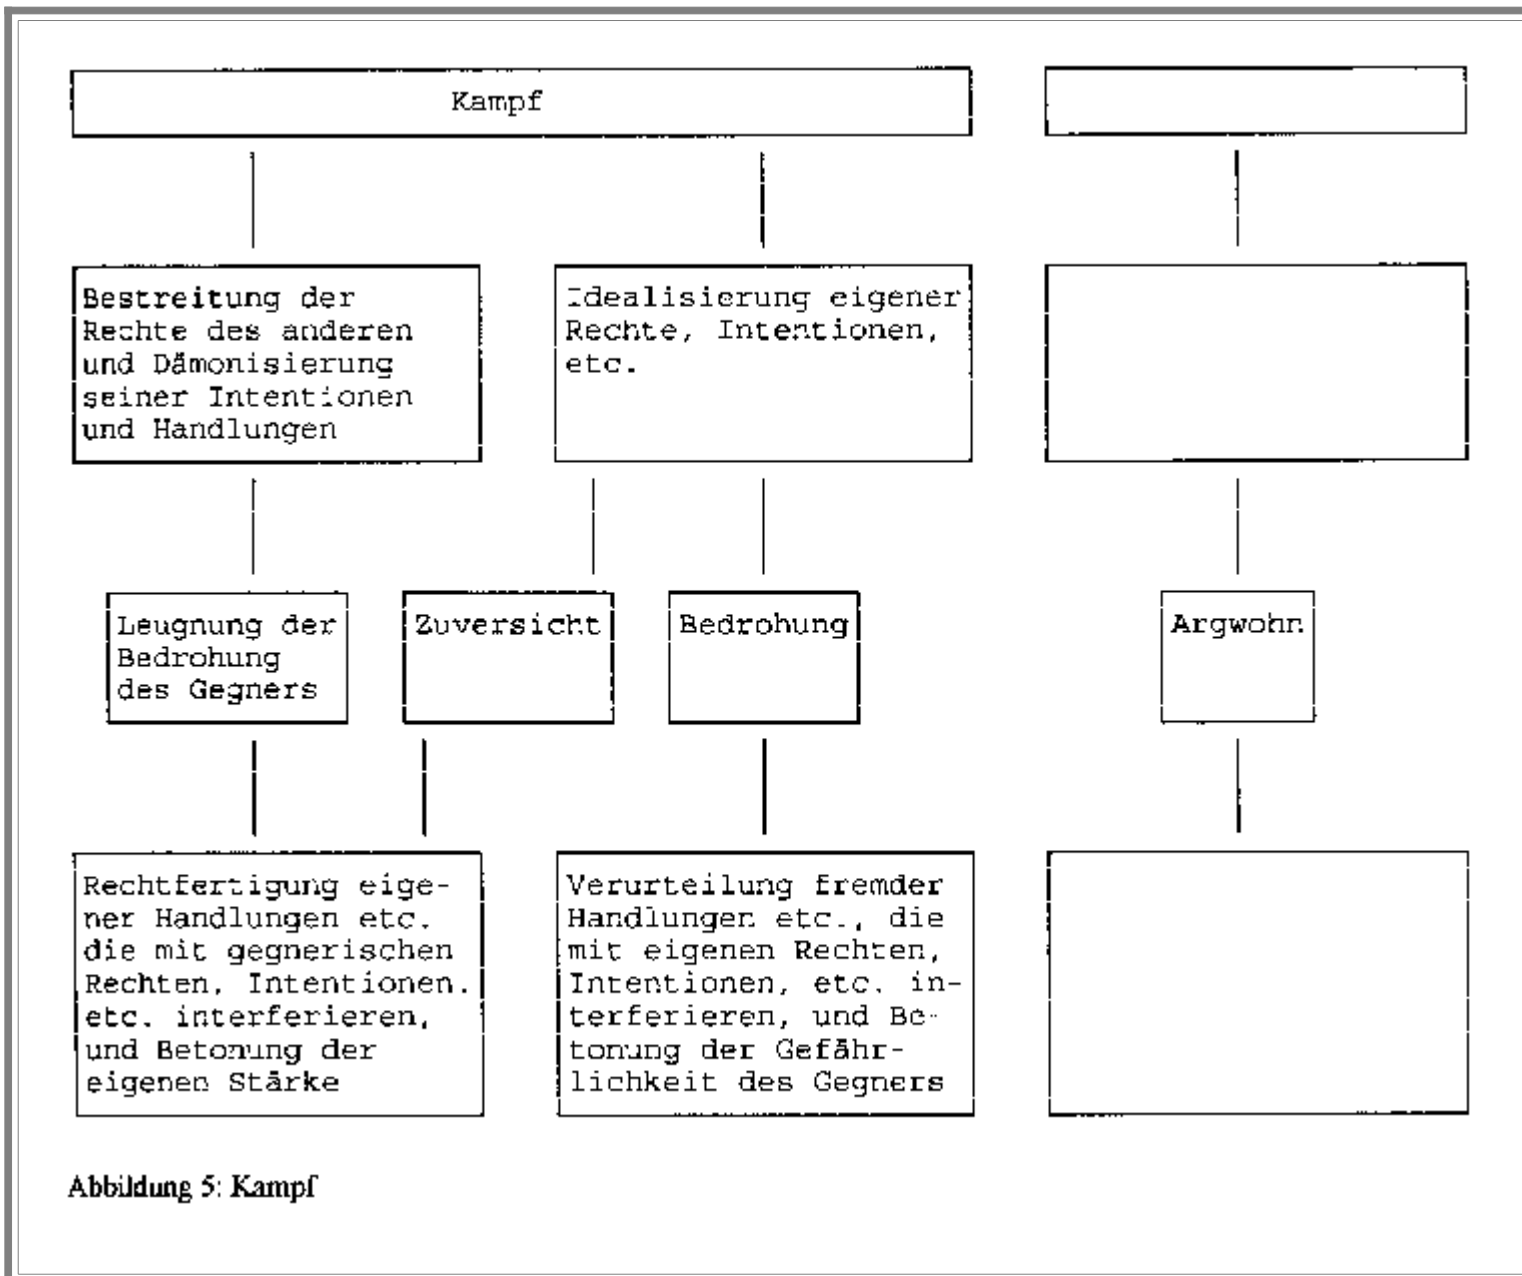 Kampf
Bestreitung der
Rechte des anderen
und Dämonisierung
seiner Intentionen
und Handlungen
Idealisierung eigener
Rechte, Intentionen,
etc.
Leugnung der
Bedrohung
des Gegners
Zuversicht
Bedrohung
Argwohn
Rechtfertigung eige-
ner Handlungen etc.
die mit gegnerischen
Rechten, Intentionen.
etc. interferieren,
und Betonung der
eigenen Stärke
Verurteilung fremder
Handlungen etc., die
mit eigenen Rechten,
Intentionen, etc. in-
terferieren, und Be-
tonung der Gefähr-
lichkeit des Gegners
Abbildung 5: Kampf